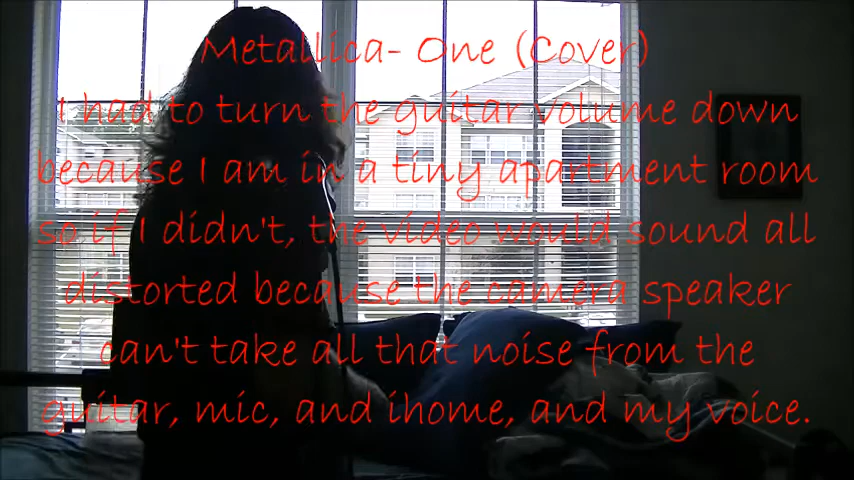 Metallica- One (Cover)
I had to turn the guitar volume down
because I am in a tiny apartment room
so if I didn't, the video would sound all
distorted because the camera speaker
can't take all that noise from the
guitar, mic, and ihome, and my voice.